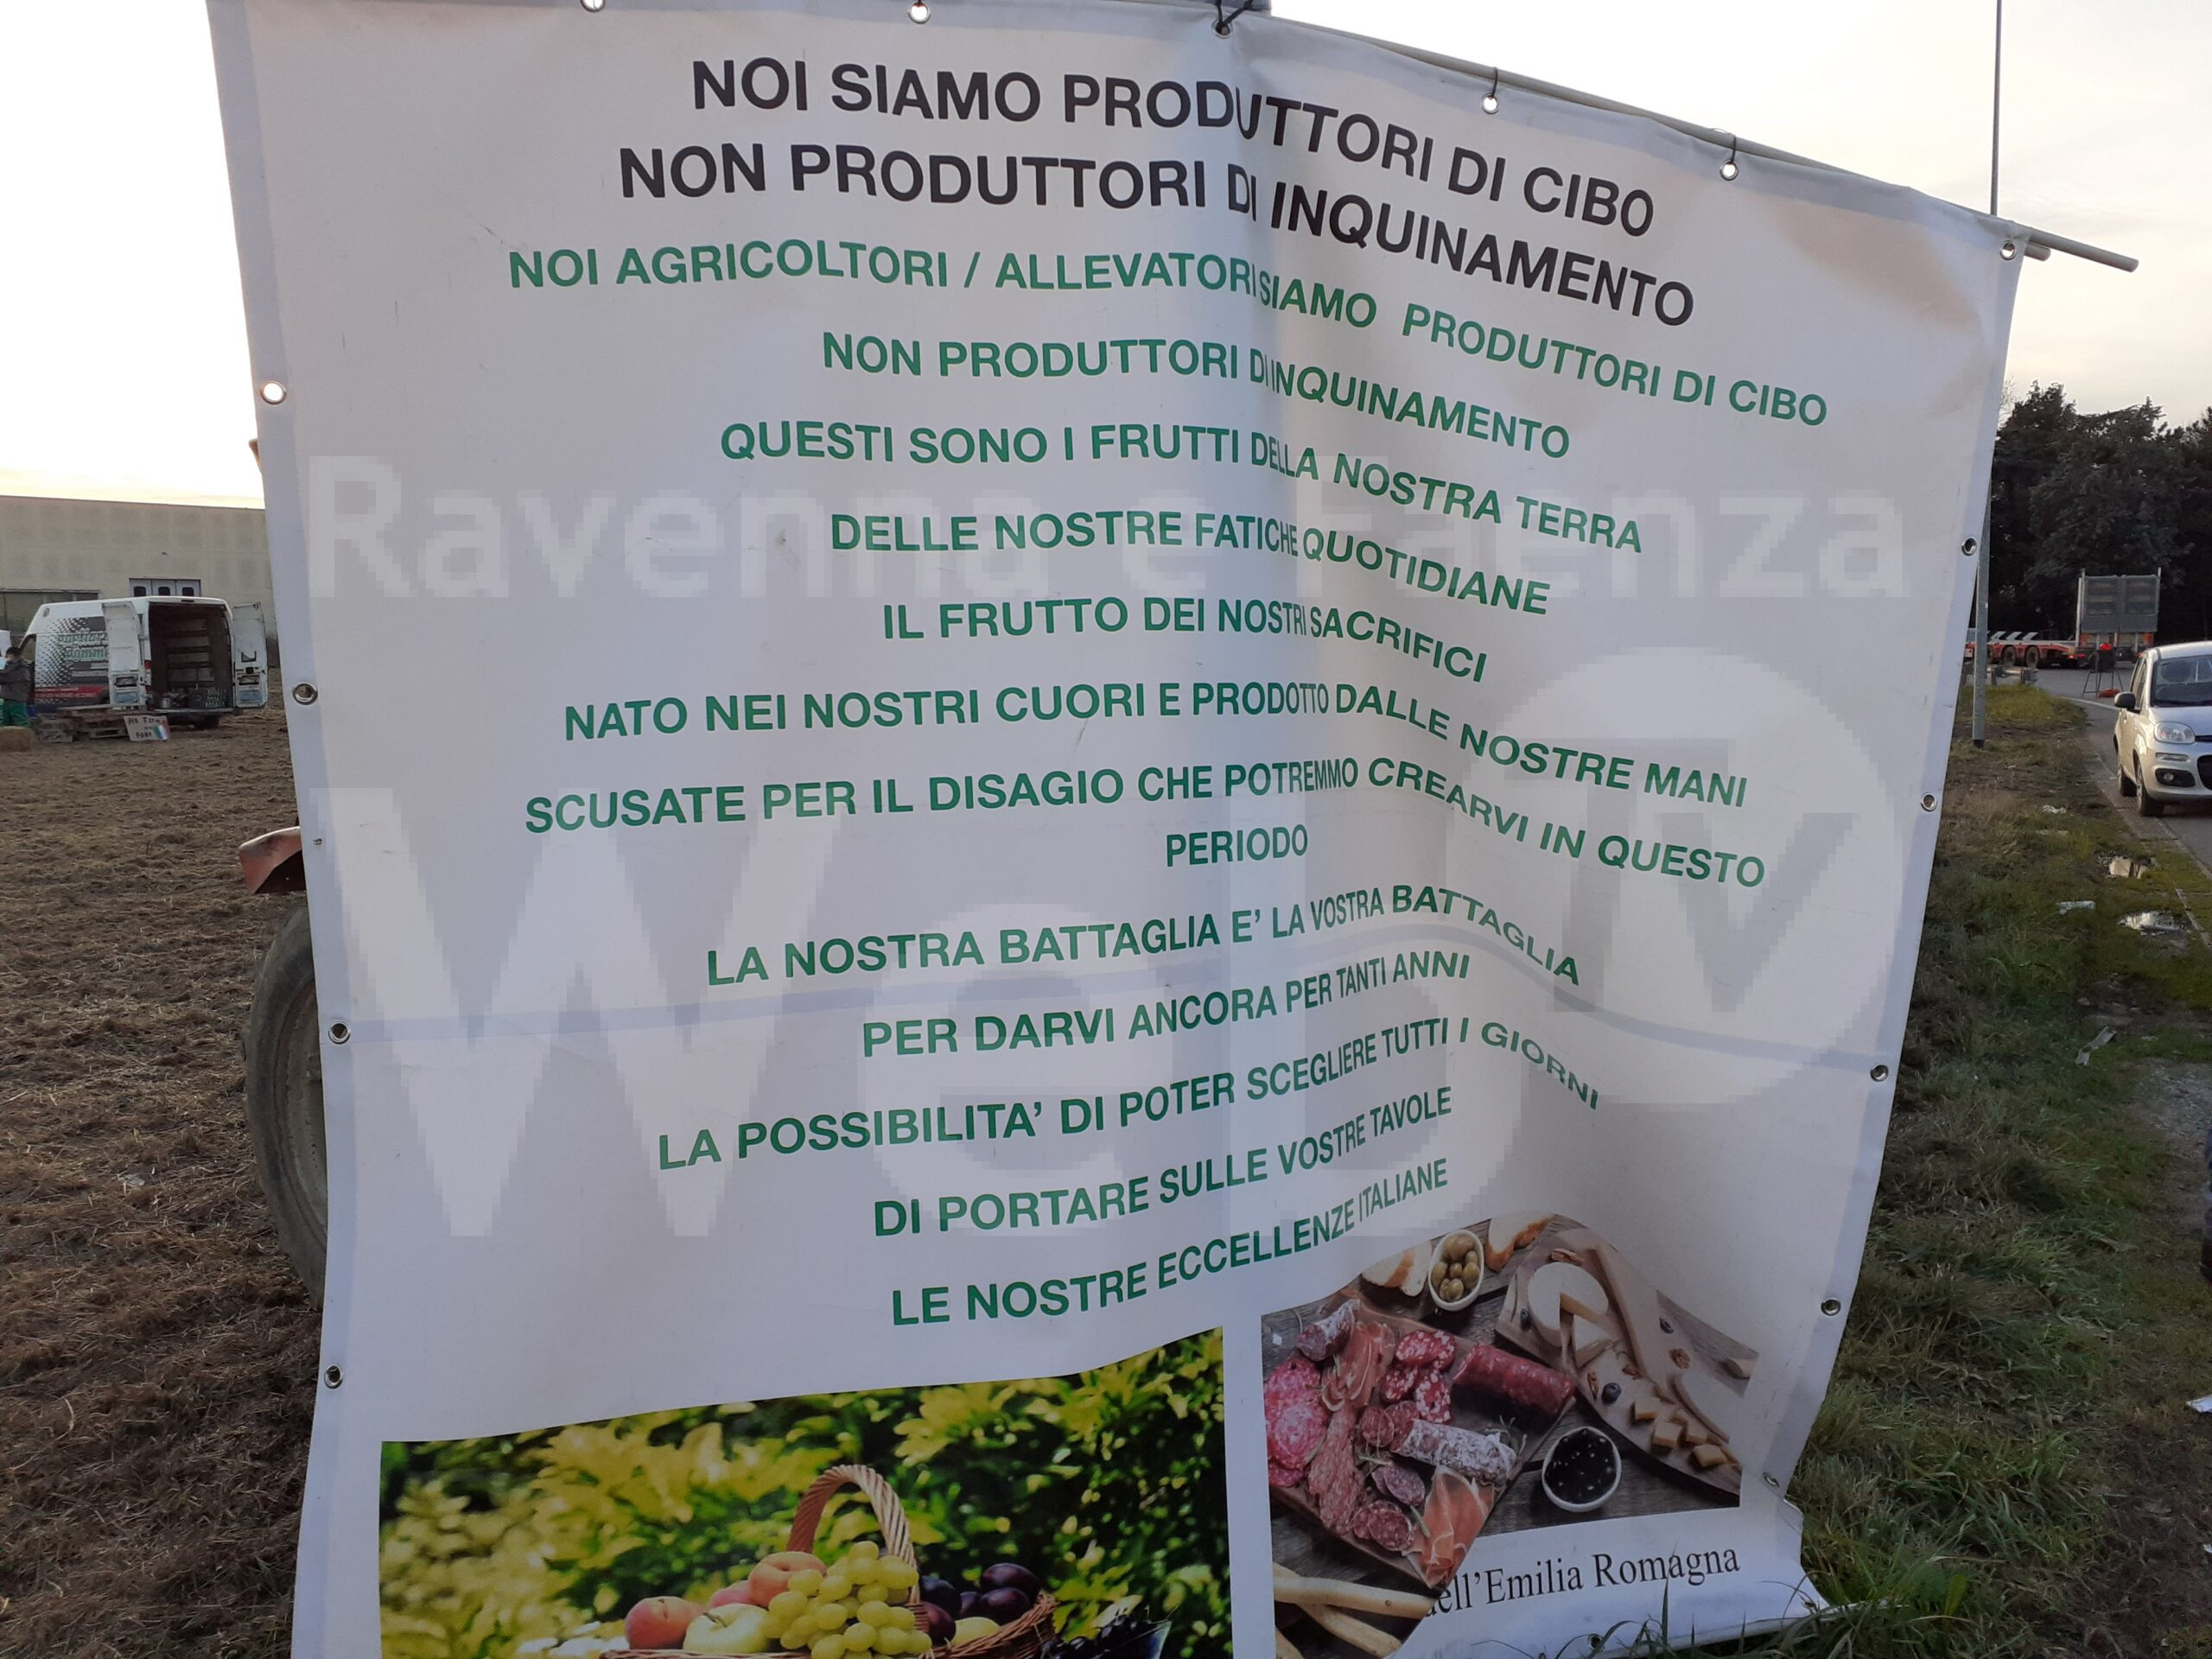 NOI SIAMO PRODUTTORI DI CIBO
NON PRODUTTORI DI INQUINAMENTO
NOI AGRICOLTORI / ALLEVATORI SIAMO PRODUTTORI DI CIBO
NON PRODUTTORI DI INQUINAMENTO
QUESTI SONO I FRUTTI DELLA NOSTRA TERRA
DELLE NOSTRE FATICHE QUOTIDIANE
IL FRUTTO DEI NOSTRI SACRIFICI
NATO NEI NOSTRI CUORI E PRODOTTO DALLE NOSTRE MANI
SCUSATE PER IL DISAGIO CHE POTREMMO CREARVI IN QUESTO
PERIODO
LA NOSTRA BATTAGLIA E' LA VOSTRA BATTAGLIA
PER DARVI ANCORA PER TANTI ANNI
LA POSSIBILITA' DI POTER SCEGLIERE TUTTI I GIORNI
DI PORTARE SULLE VOSTRE TAVOLE
LE NOSTRE ECCELLENZE ITALIANE
ell'Emilia Romagna
Ravenna e Faenza
Web Tv